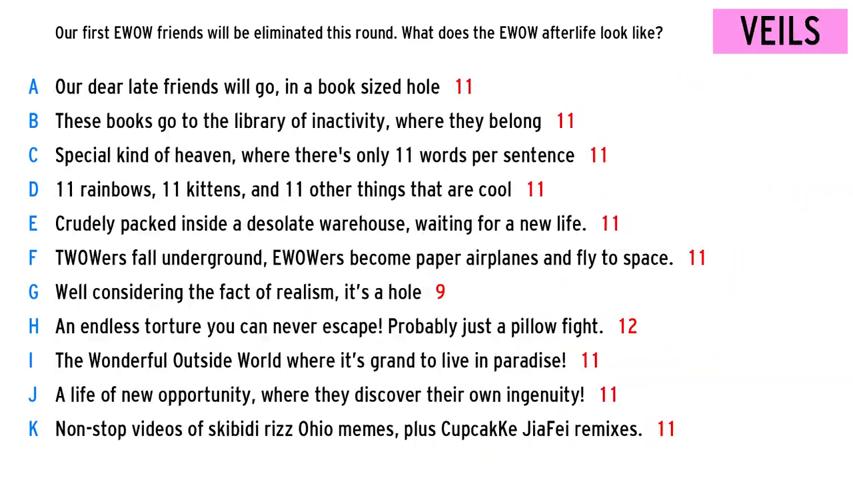 Our first EWOW friends will be eliminated this round. What does the EWOW afterlife look like?
VEILS
A Our dear late friends will go, in a book sized hole 11
B These books go to the library of inactivity, where they belong 11
C Special kind of heaven, where there's only 11 words per sentence 11
D 11 rainbows, 11 kittens, and 11 other things that are cool 11
E Crudely packed inside a desolate warehouse, waiting for a new life. 11
F TWOWers fall underground, EWOWers become paper airplanes and fly to space. 11
G Well considering the fact of realism, it’s a hole 9
H An endless torture you can never escape! Probably just a pillow fight. 12
I The Wonderful Outside World where it’s grand to live in paradise! 11
J A life of new opportunity, where they discover their own ingenuity! 11
K Non-stop videos of skibidi rizz Ohio memes, plus CupcakKe JiaFei remixes. 11